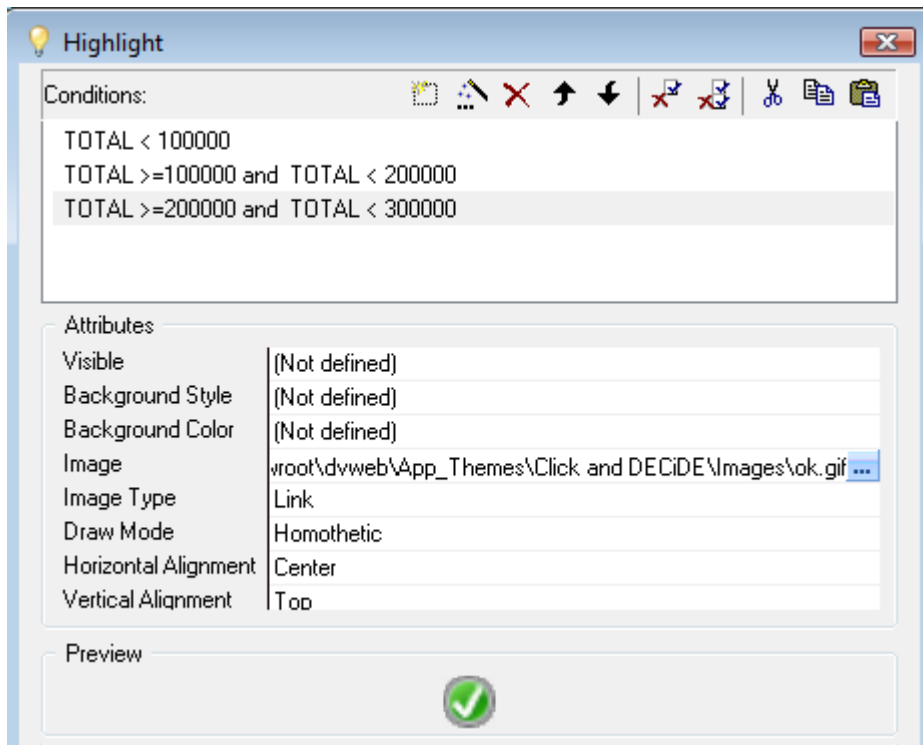 Highlight
Conditions:
TOTAL < 100000
TOTAL >=100000 and TOTAL < 200000
TOTAL >=200000 and TOTAL < 300000
Attributes
Visible (Not defined)
Background Style (Not defined)
Background Color (Not defined)
Image root\dvweb\App_Themes\Click and DECiDE\Images\ok.gif ...
Image Type Link
Draw Mode Homothetic
Horizontal Alignment Center
Vertical Alignment Top
Preview